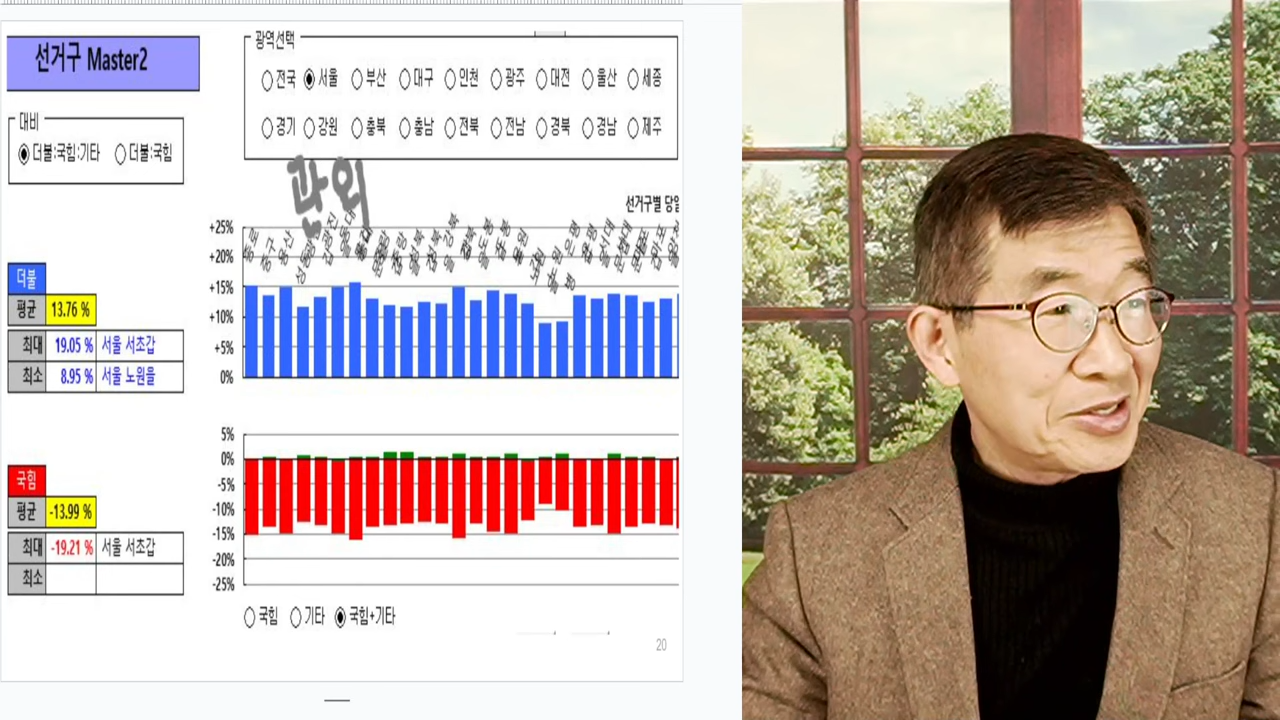 선거구 Master2
광역선택
전국 서울 부산 대구 인천 광주 대전 울산 세종
경기 강원 충북 충남 전북 전남 경북 경남 제주
대비
더불:국힘:기타 더불:국힘
관외
선거구별 당일
+25%
+20%
+15%
+10%
+5%
0%
더불
평균 13.76 %
최대 19.05 % 서울 서초갑
최소 8.95 % 서울 노원을
5%
0%
-5%
-10%
-15%
-20%
-25%
국힘
평균 -13.99 %
최대 -19.21 % 서울 서초갑
최소
국힘 기타 국힘+기타
20